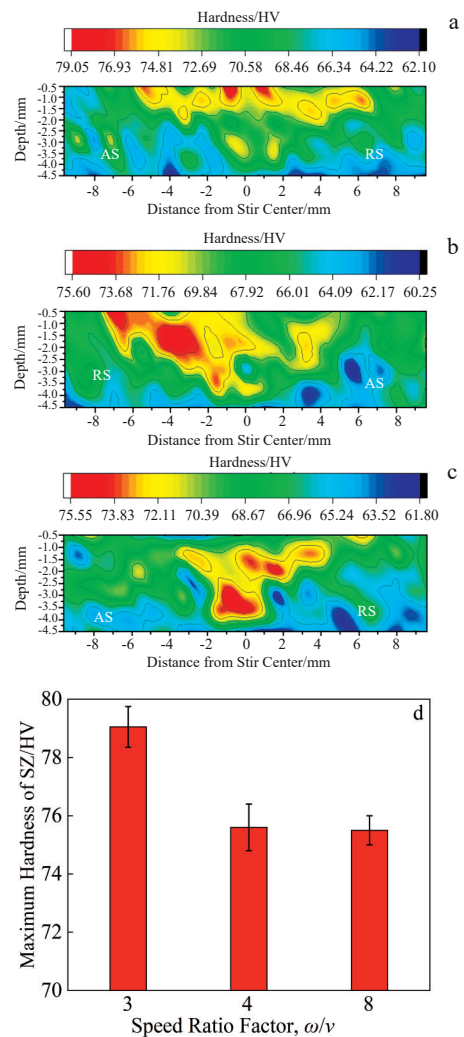 a
Hardness/HV
79.05 76.93 74.81 72.69 70.58 68.46 66.34 64.22 62.10
Depth/mm
-0.5
-1.0
-1.5
-2.0
-2.5
-3.0
-3.5
-4.0
-4.5
AS RS
-8 -6 -4 -2 0 2 4 6 8
Distance from Stir Center/mm
b
Hardness/HV
75.60 73.68 71.76 69.84 67.92 66.01 64.09 62.17 60.25
Depth/mm
-0.5
-1.0
-1.5
-2.0
-2.5
-3.0
-3.5
-4.0
-4.5
RS AS
-8 -6 -4 -2 0 2 4 6 8
Distance from Stir Center/mm
c
Hardness/HV
75.55 73.83 72.11 70.39 68.67 66.96 65.24 63.52 61.80
Depth/mm
-0.5
-1.0
-1.5
-2.0
-2.5
-3.0
-3.5
-4.0
-4.5
AS RS
-8 -6 -4 -2 0 2 4 6 8
Distance from Stir Center/mm
d
Maximum Hardness of SZ/HV
80
78
76
74
72
70
3 4 8
Speed Ratio Factor, ω/v